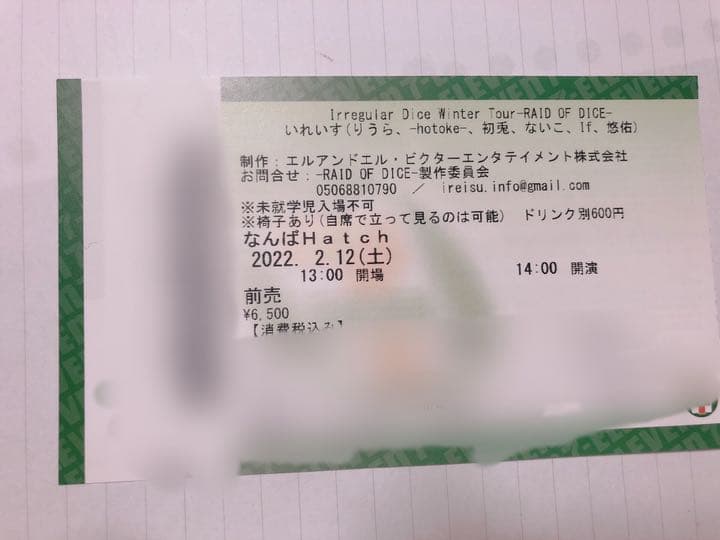 Irregular Dice Winter Tour-RAID OF DICE-
いれいす(りうら、-hotoke-、初兎、ないこ、If、悠佑)
制作：エルアンドエル・ビクターエンタテイメント株式会社
お問合せ：-RAID OF DICE-製作委員会
05068810790 ／ ireisu.info@gmail.com
※未就学児入場不可
※椅子あり(自席で立って見るのは可能) ドリンク別600円
なんばHatch
2022. 2.12(土)
13:00 開場 14:00 開演
前売
¥6,500
【消費税込み】